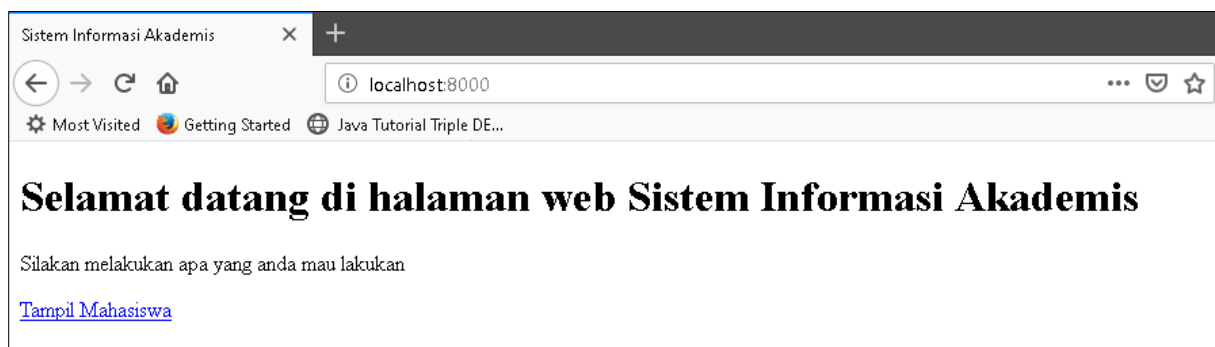 Sistem Informasi Akademis
localhost:8000
Most Visited Getting Started Java Tutorial Triple DE...
Selamat datang di halaman web Sistem Informasi Akademis
Silakan melakukan apa yang anda mau lakukan
Tampil Mahasiswa